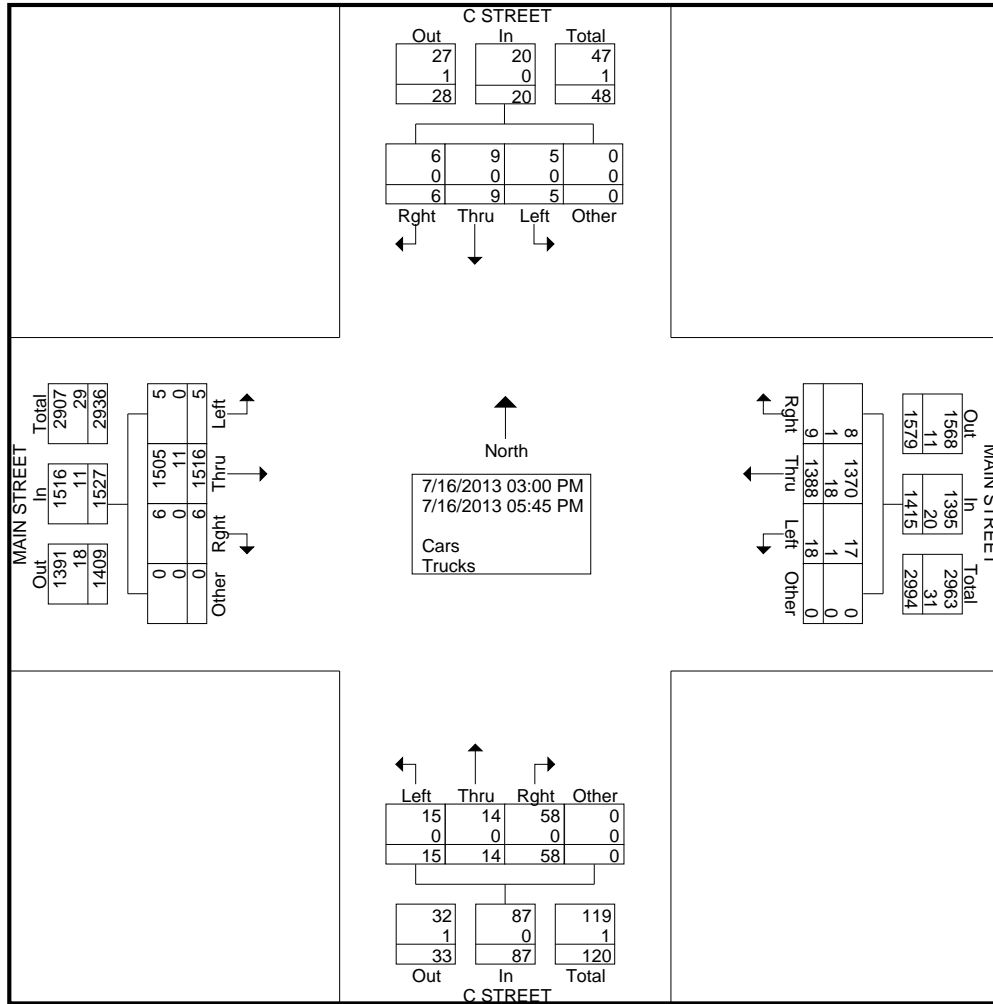 C STREET
Out In Total
27 20 47
1 0 1
28 20 48
6 9 5 0
0 0 0 0
6 9 5 0
Rght Thru Left Other
MAIN STREET
Total In Out
2907 1516 1391
29 11 18
2936 1527 1409
5 1505 6 0
0 11 0 0
5 1516 6 0
Left Thru Rght Other
North
7/16/2013 03:00 PM
7/16/2013 05:45 PM
Cars
Trucks
Rght Thru Left Other
9 1388 18 0
1 18 1 0
8 1370 17 0
Out In Total
1568 1395 2963
11 20 31
1579 1415 2994
MAIN STREET
Left Thru Rght Other
15 14 58 0
0 0 0 0
15 14 58 0
32 87 119
1 0 1
33 87 120
Out In Total
C STREET